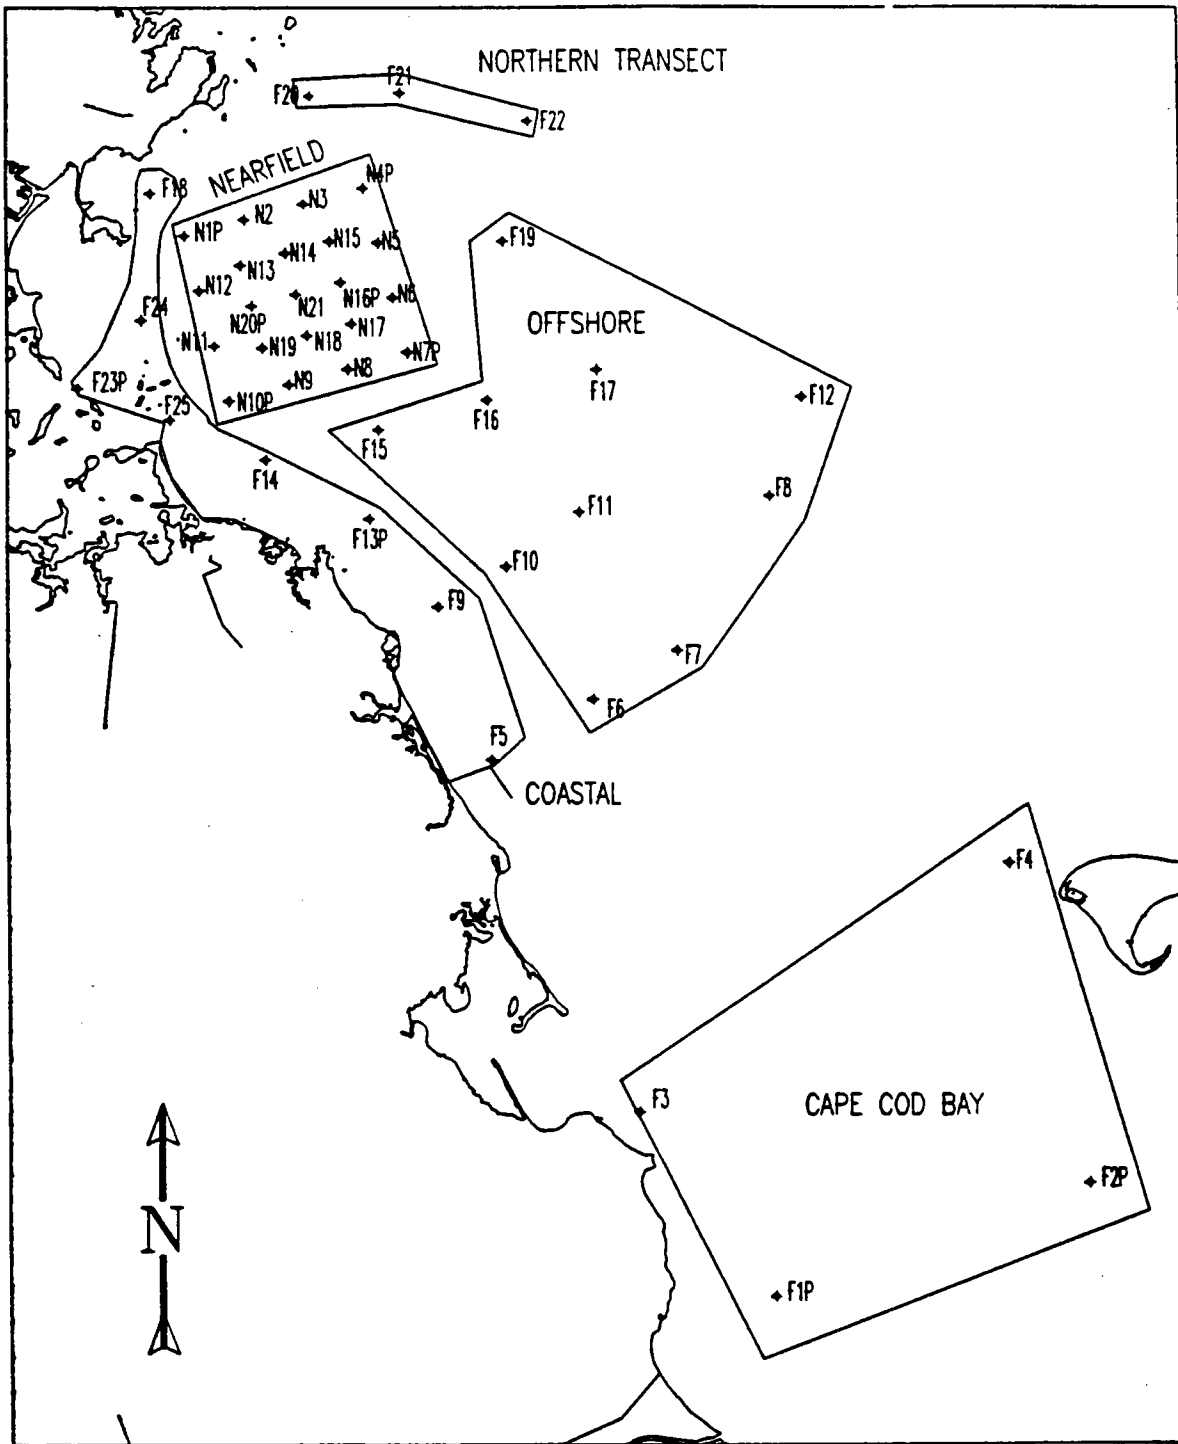 NORTHERN TRANSECT
F20
F21
F22
NEARFIELD
F18
N1P
N2
N3
N4P
N5
N15
N14
N13
N12
N6
N16P
N21
N20P
N17
N18
N19
N11
N7P
N8
N9
N10P
F24
F23P
F25
F19
OFFSHORE
F17
F12
F16
F15
F14
F13P
F11
F8
F10
F9
F7
F6
F5
COASTAL
F4
F3
CAPE COD BAY
F2P
F1P
N